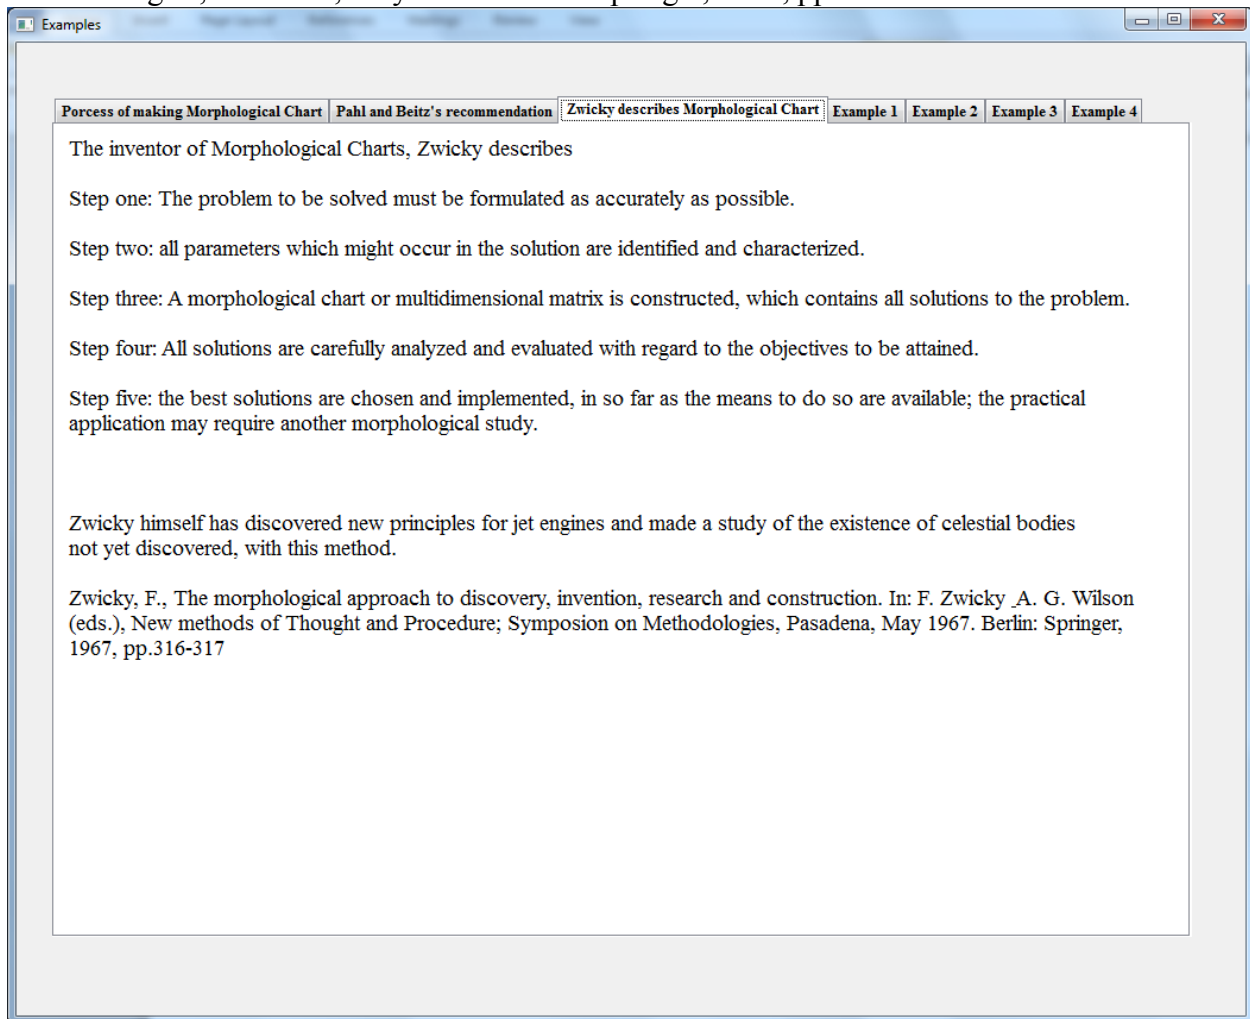 Examples
Porcess of making Morphological Chart
Pahl and Beitz's recommendation
Zwicky describes Morphological Chart
Example 1
Example 2
Example 3
Example 4
The inventor of Morphological Charts, Zwicky describes
Step one: The problem to be solved must be formulated as accurately as possible.
Step two: all parameters which might occur in the solution are identified and characterized.
Step three: A morphological chart or multidimensional matrix is constructed, which contains all solutions to the problem.
Step four: All solutions are carefully analyzed and evaluated with regard to the objectives to be attained.
Step five: the best solutions are chosen and implemented, in so far as the means to do so are available; the practical
application may require another morphological study.
Zwicky himself has discovered new principles for jet engines and made a study of the existence of celestial bodies
not yet discovered, with this method.
Zwicky, F., The morphological approach to discovery, invention, research and construction. In: F. Zwicky _A. G. Wilson
(eds.), New methods of Thought and Procedure; Symposion on Methodologies, Pasadena, May 1967. Berlin: Springer,
1967, pp.316-317